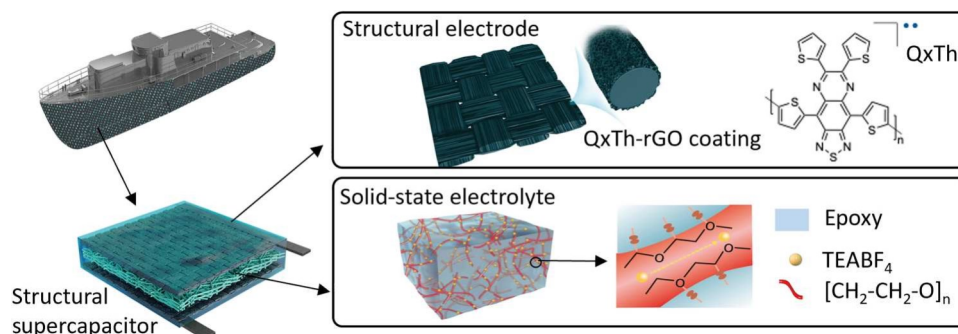 Structural electrode
QxTh
QxTh-rGO coating
S
S
N
N
S
S
n
N
N
S
Structural
supercapacitor
Solid-state electrolyte
O
O
O
O
Epoxy
TEABF₄
[CH₂-CH₂-O]ₙ